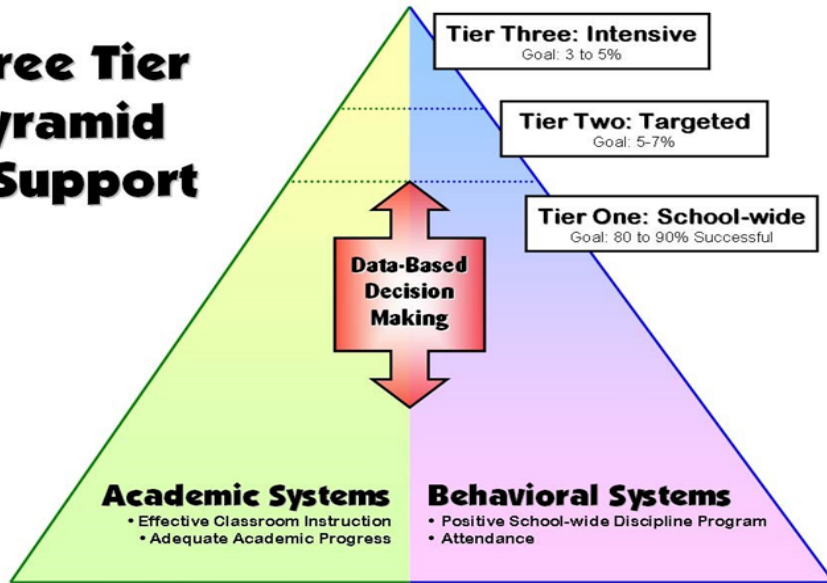 ree Tier
yramid
Support
Tier Three: Intensive
Goal: 3 to 5%
Tier Two: Targeted
Goal: 5-7%
Tier One: School-wide
Goal: 80 to 90% Successful
Data-Based
Decision
Making
Academic Systems
• Effective Classroom Instruction
• Adequate Academic Progress
Behavioral Systems
• Positive School-wide Discipline Program
• Attendance